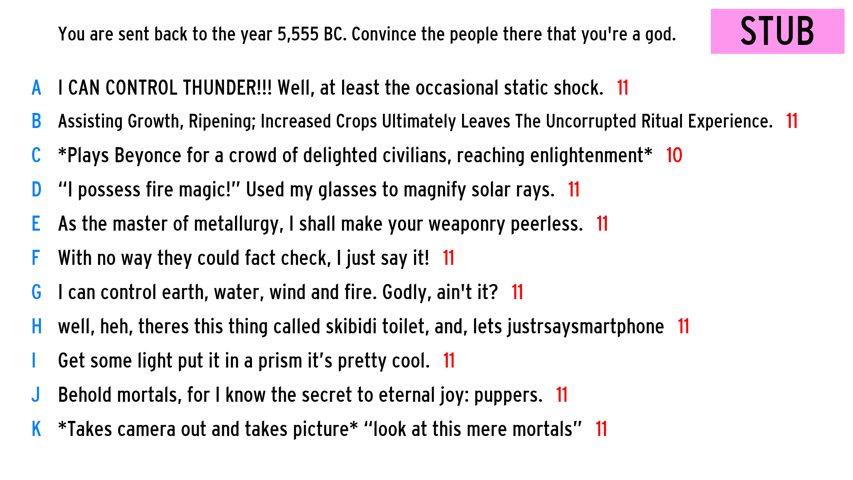 You are sent back to the year 5,555 BC. Convince the people there that you're a god.
STUB
A I CAN CONTROL THUNDER!!! Well, at least the occasional static shock. 11
B Assisting Growth, Ripening; Increased Crops Ultimately Leaves The Uncorrupted Ritual Experience. 11
C *Plays Beyonce for a crowd of delighted civilians, reaching enlightenment* 10
D “I possess fire magic!” Used my glasses to magnify solar rays. 11
E As the master of metallurgy, I shall make your weaponry peerless. 11
F With no way they could fact check, I just say it! 11
G I can control earth, water, wind and fire. Godly, ain't it? 11
H well, heh, theres this thing called skibidi toilet, and, lets justrsaysmartphone 11
I Get some light put it in a prism it’s pretty cool. 11
J Behold mortals, for I know the secret to eternal joy: puppers. 11
K *Takes camera out and takes picture* “look at this mere mortals” 11